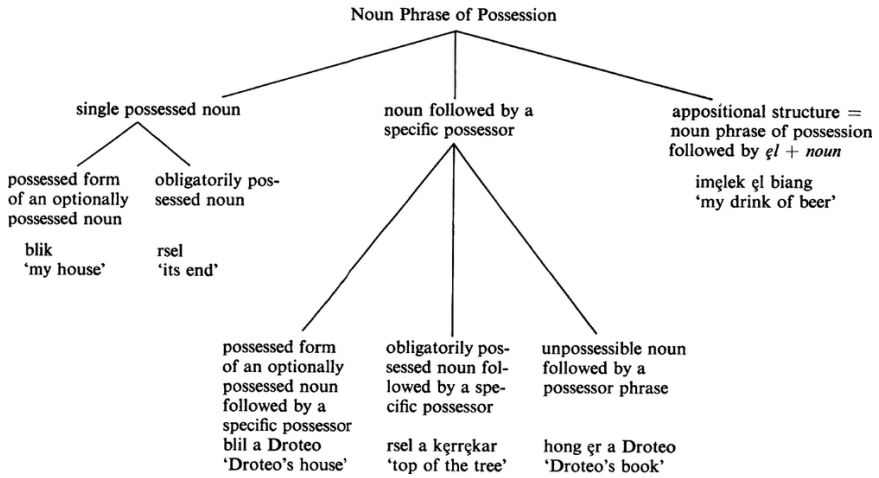 Noun Phrase of Possession
single possessed noun
noun followed by a
specific possessor
appositional structure =
noun phrase of possession
followed by ęl + noun
imęlek ęl biang
'my drink of beer'
possessed form
of an optionally
possessed noun
blik
'my house'
obligatorily pos-
sessed noun
rsel
'its end'
possessed form
of an optionally
possessed noun
followed by a
specific possessor
blil a Droteo
'Droteo's house'
obligatorily pos-
sessed noun fol-
lowed by a spe-
cific possessor
rsel a kęrrękar
'top of the tree'
unpossessible noun
followed by a
possessor phrase
hong ęr a Droteo
'Droteo's book'